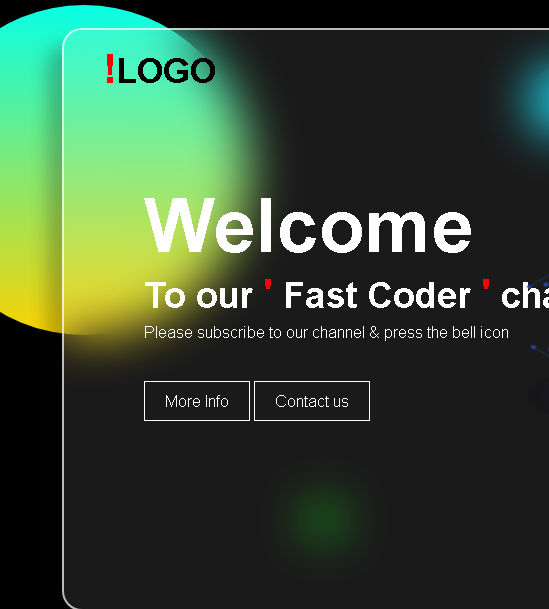 !LOGO
Welcome
To our ' Fast Coder ' cha
Please subscribe to our channel & press the bell icon
More Info
Contact us